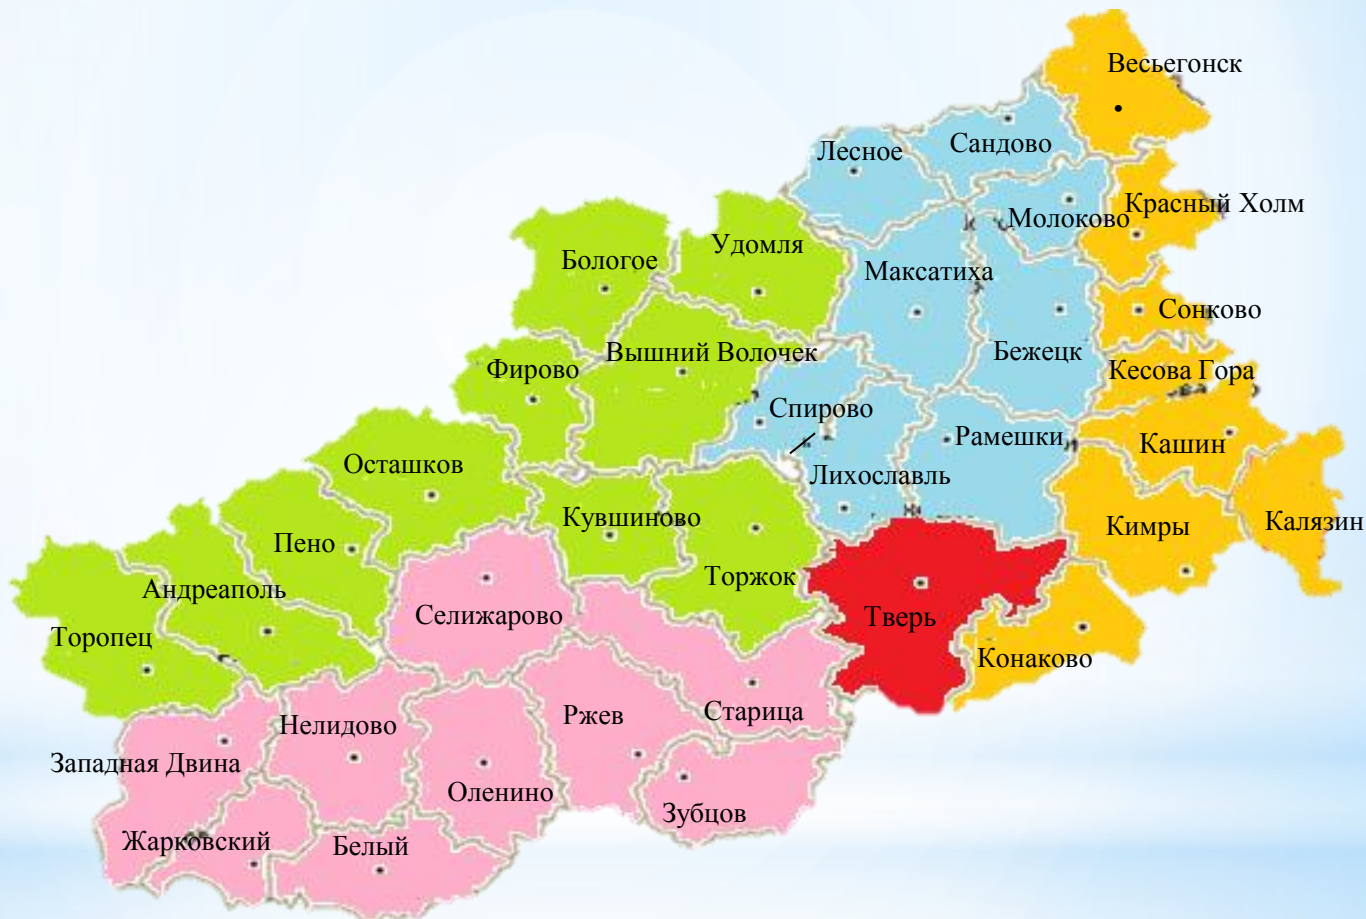 Весьегонск
Сандово
Лесное
Красный Холм
Молоково
Удомля
Бологое
Максатиха
Сонково
Вышний Волочек
Бежецк
Фирово
Кесова Гора
Спирово
Рамешки
Кашин
Осташков
Лихославль
Кувшиново
Кимры
Калязин
Пено
Торжок
Андреаполь
Селижарово
Тверь
Торопец
Конаково
Ржев
Старица
Нелидово
Западная Двина
Оленино
Зубцов
Жарковский
Белый